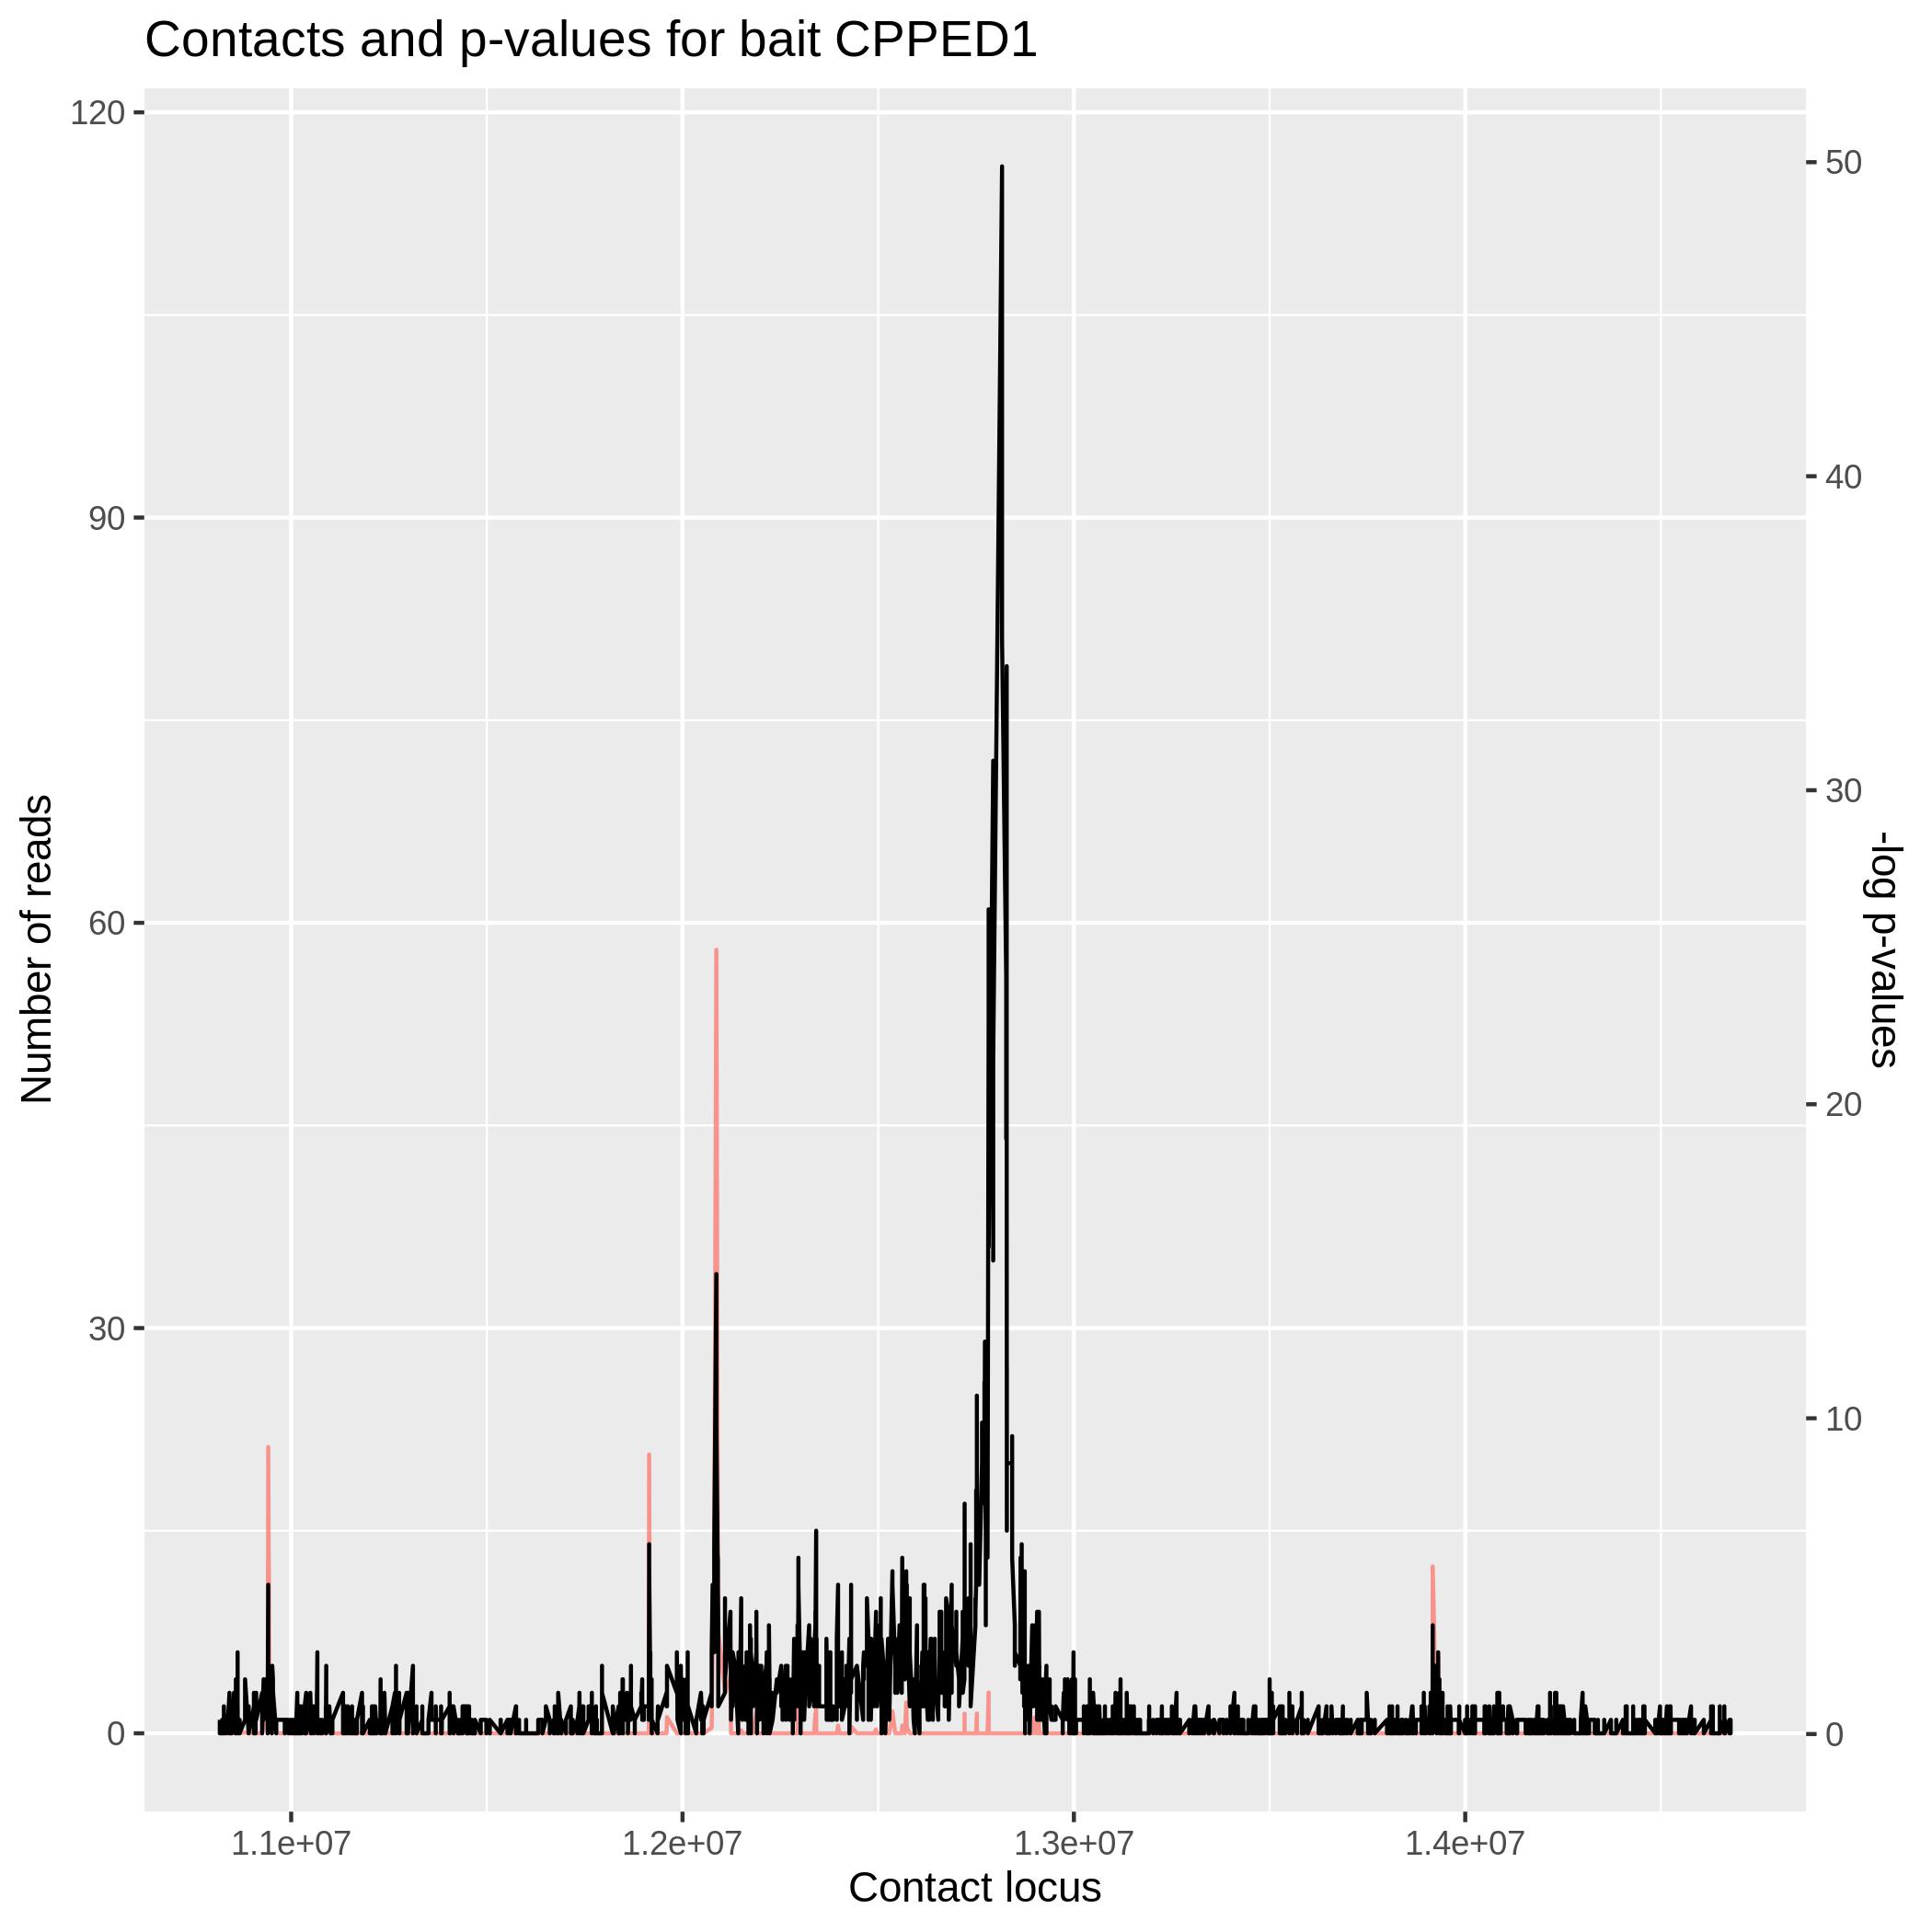 Contacts and p-values for bait CPPED1
120
90
60
30
0
Number of reads
50
40
30
20
10
0
-log p-values
1.1e+07 1.2e+07 1.3e+07 1.4e+07
Contact locus